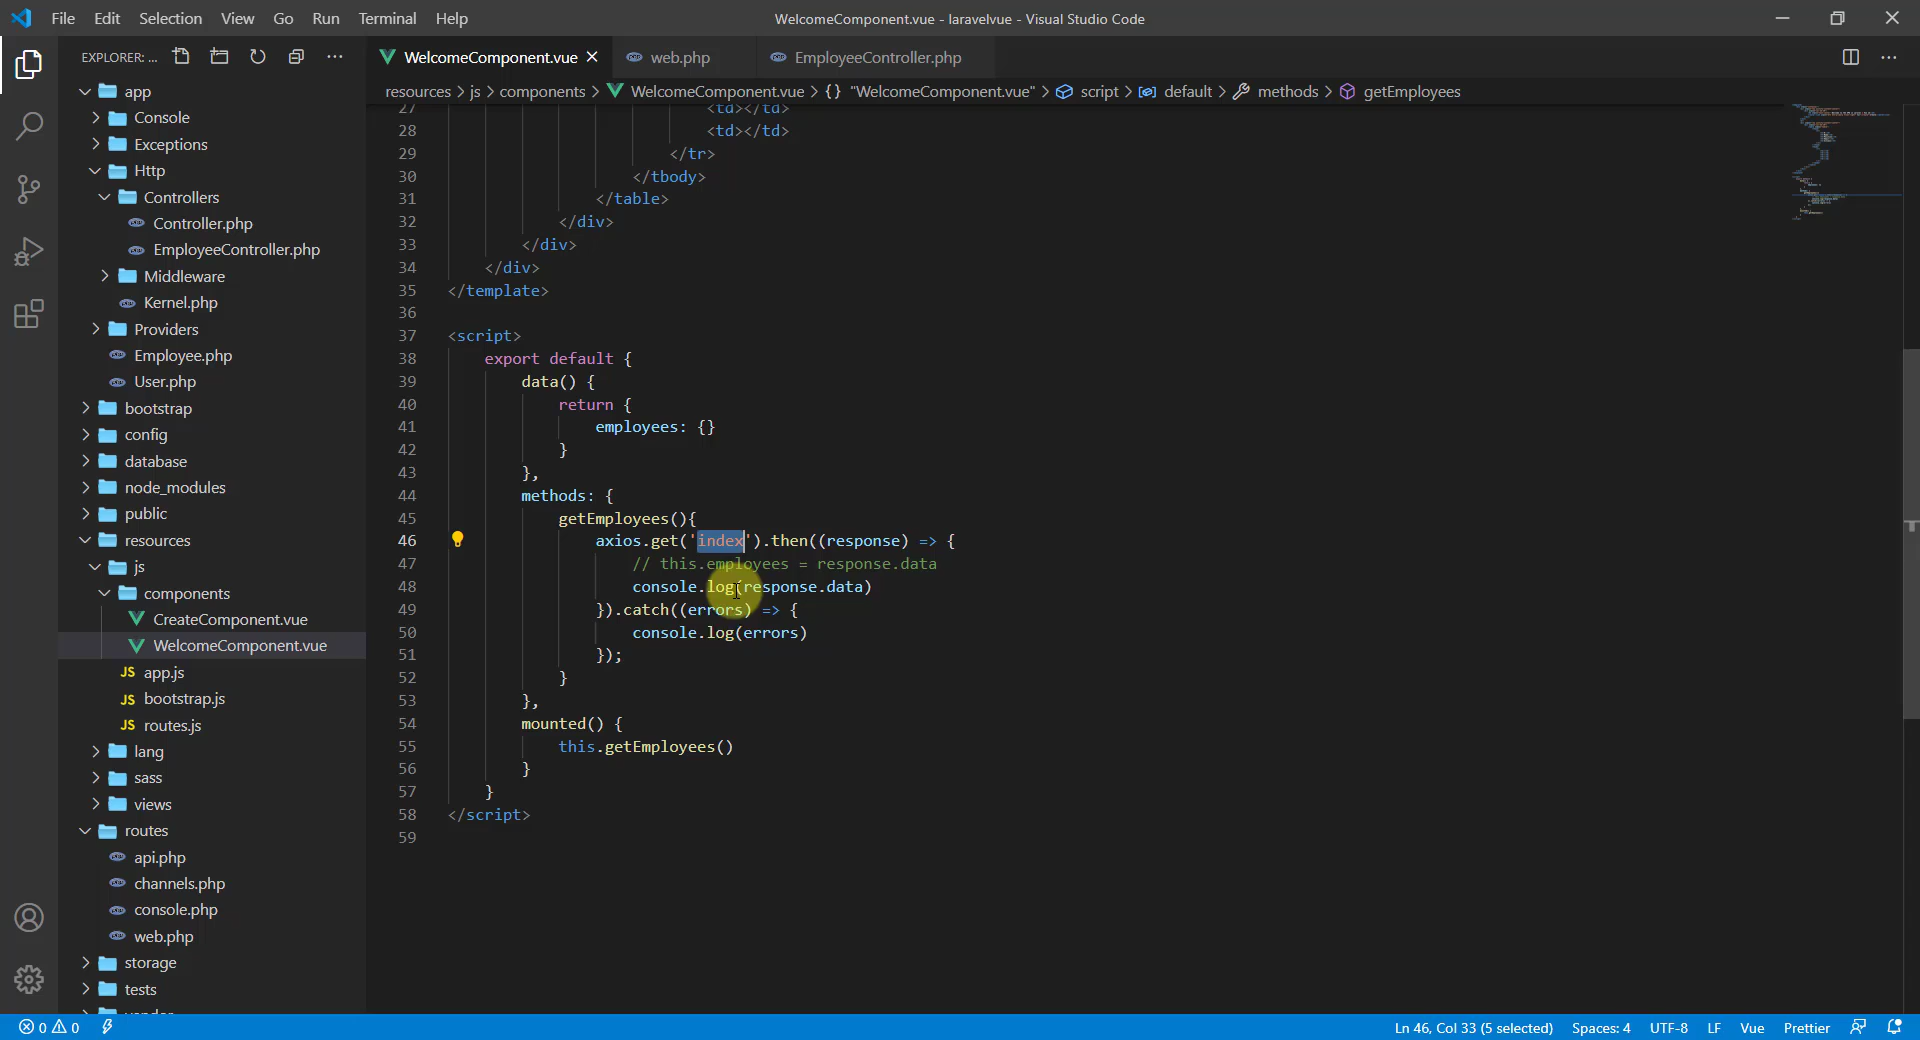 File Edit Selection View Go Run Terminal Help
WelcomeComponent.vue - laravelvue - Visual Studio Code
EXPLORER: ...
WelcomeComponent.vue
web.php
EmployeeController.php
resources > js > components > WelcomeComponent.vue > {} "WelcomeComponent.vue" > script > default > methods > getEmployees
app
Console
Exceptions
Http
Controllers
Controller.php
EmployeeController.php
Middleware
Kernel.php
Providers
Employee.php
User.php
bootstrap
config
database
node_modules
public
resources
js
components
CreateComponent.vue
WelcomeComponent.vue
JS app.js
JS bootstrap.js
JS routes.js
lang
sass
views
routes
api.php
channels.php
console.php
web.php
storage
tests
27 <td></td>
28 <td></td>
29 </tr>
30 </tbody>
31 </table>
32 </div>
33 </div>
34 </div>
35 </template>
36
37 <script>
38 export default {
39 data() {
40 return {
41 employees: {}
42 }
43 },
44 methods: {
45 getEmployees(){
46 axios.get('index').then((response) => {
47 // this.employees = response.data
48 console.log(response.data)
49 }).catch((errors) => {
50 console.log(errors)
51 });
52 }
53 },
54 mounted() {
55 this.getEmployees()
56 }
57 }
58 </script>
59
0 0
Ln 46, Col 33 (5 selected) Spaces: 4 UTF-8 LF Vue Prettier